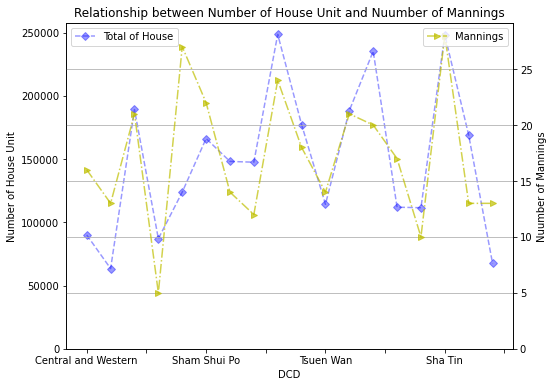 Relationship between Number of House Unit and Nuumber of Mannings
Total of House
Mannings
250000
200000
150000
100000
50000
0
Number of House Unit
25
20
15
10
5
0
Nuumber of Mannings
Central and Western
Sham Shui Po
Tsuen Wan
Sha Tin
DCD